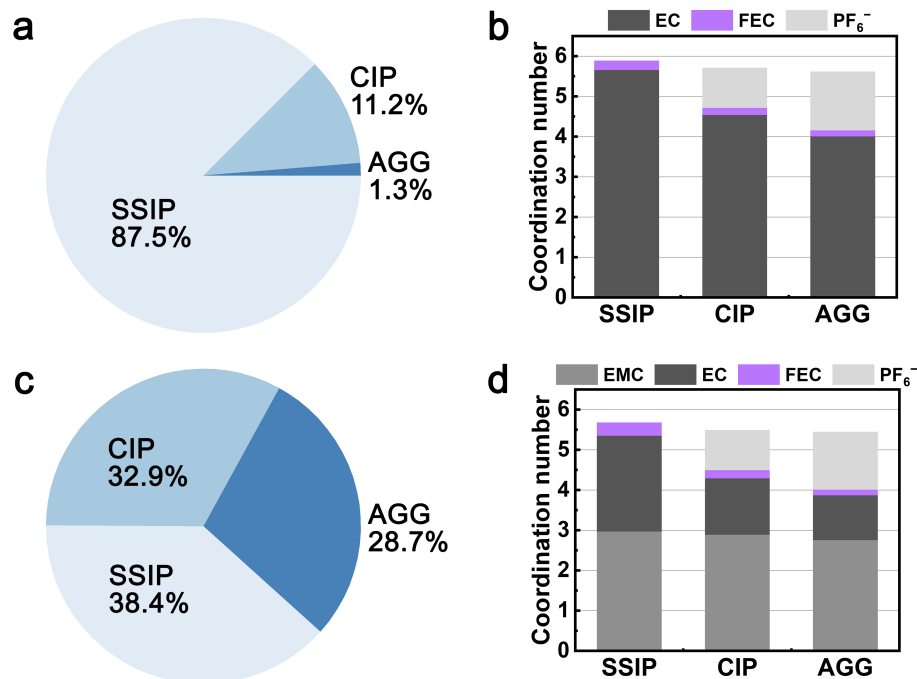 a
CIP
11.2%
AGG
1.3%
SSIP
87.5%
b
EC FEC PF₆⁻
Coordination number
6
5
4
3
2
1
0
SSIP CIP AGG
c
CIP
32.9%
AGG
28.7%
SSIP
38.4%
d
EMC EC FEC PF₆⁻
Coordination number
6
5
4
3
2
1
0
SSIP CIP AGG